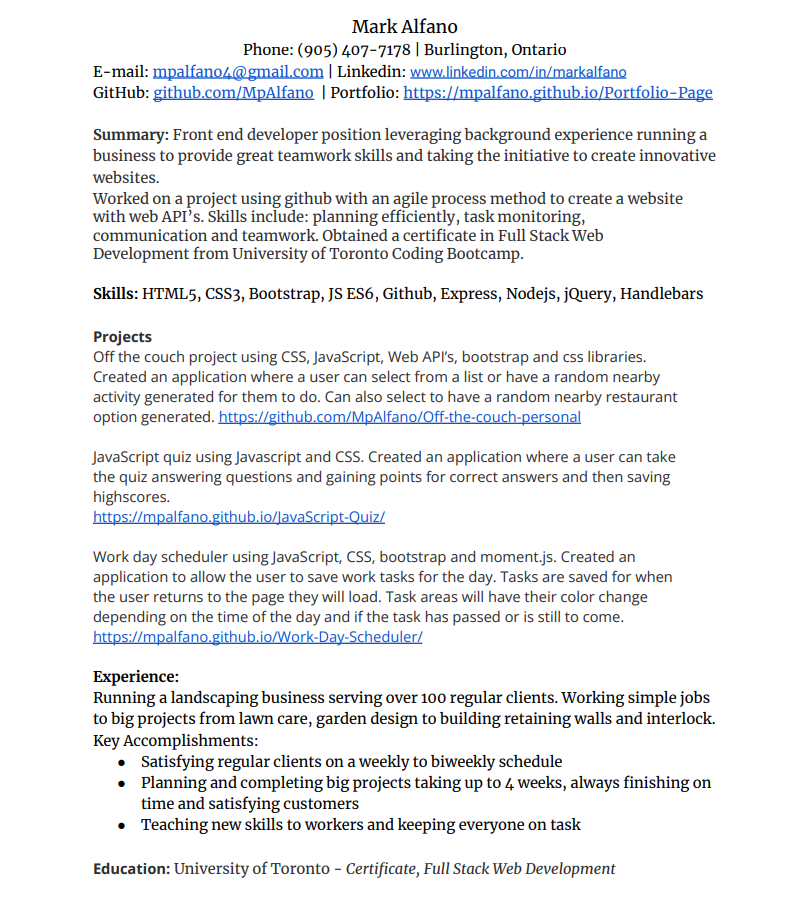 Mark Alfano
Phone: (905) 407-7178 | Burlington, Ontario
E-mail: mpalfano4@gmail.com | Linkedin: www.linkedin.com/in/markalfano
GitHub: github.com/MpAlfano | Portfolio: https://mpalfano.github.io/Portfolio-Page
Summary: Front end developer position leveraging background experience running a
business to provide great teamwork skills and taking the initiative to create innovative
websites.
Worked on a project using github with an agile process method to create a website
with web API's. Skills include: planning efficiently, task monitoring,
communication and teamwork. Obtained a certificate in Full Stack Web
Development from University of Toronto Coding Bootcamp.
Skills: HTML5, CSS3, Bootstrap, JS ES6, Github, Express, Nodejs, jQuery, Handlebars
Projects
Off the couch project using CSS, JavaScript, Web API's, bootstrap and css libraries.
Created an application where a user can select from a list or have a random nearby
activity generated for them to do. Can also select to have a random nearby restaurant
option generated. https://github.com/MpAlfano/Off-the-couch-personal
JavaScript quiz using Javascript and CSS. Created an application where a user can take
the quiz answering questions and gaining points for correct answers and then saving
highscores.
https://mpalfano.github.io/JavaScript-Quiz/
Work day scheduler using JavaScript, CSS, bootstrap and moment.js. Created an
application to allow the user to save work tasks for the day. Tasks are saved for when
the user returns to the page they will load. Task areas will have their color change
depending on the time of the day and if the task has passed or is still to come.
https://mpalfano.github.io/Work-Day-Scheduler/
Experience:
Running a landscaping business serving over 100 regular clients. Working simple jobs
to big projects from lawn care, garden design to building retaining walls and interlock.
Key Accomplishments:
● Satisfying regular clients on a weekly to biweekly schedule
● Planning and completing big projects taking up to 4 weeks, always finishing on
time and satisfying customers
● Teaching new skills to workers and keeping everyone on task
Education: University of Toronto - Certificate, Full Stack Web Development